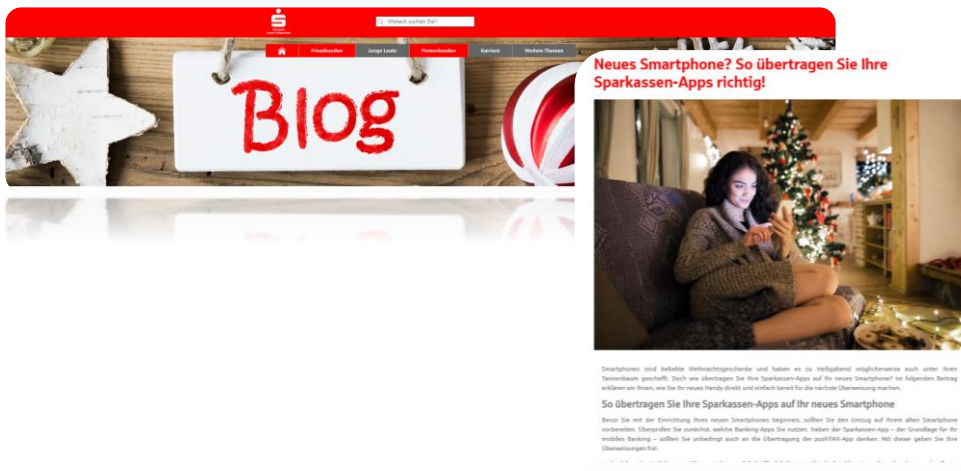 Wonach suchen Sie?
Privatkunden Junge Leute Firmenkunden Karriere Weitere Themen
Blog
Neues Smartphone? So übertragen Sie Ihre
Sparkassen-Apps richtig!
Smartphones sind beliebte Weihnachtsgeschenke und haben es zu Heiligabend möglicherweise auch unter Ihren
Tannenbaum geschafft. Doch wie übertragen Sie Ihre Sparkassen-Apps auf Ihr neues Smartphone? Im folgenden Beitrag
erklären wir Ihnen, wie Sie Ihr neues Handy direkt und einfach bereit für die nächste Überweisung machen.
So übertragen Sie Ihre Sparkassen-Apps auf Ihr neues Smartphone
Bevor Sie mit der Einrichtung Ihres neuen Smartphones beginnen, sollten Sie den Umzug auf Ihrem alten Smartphone
vorbereiten. Überprüfen Sie zunächst, welche Banking-Apps Sie nutzen. Neben der Sparkassen-App – der Grundlage für Ihr
mobiles Banking – sollten Sie unbedingt auch an die Übertragung der pushTAN-App denken. Mit dieser geben Sie Ihre
Überweisungen frei.